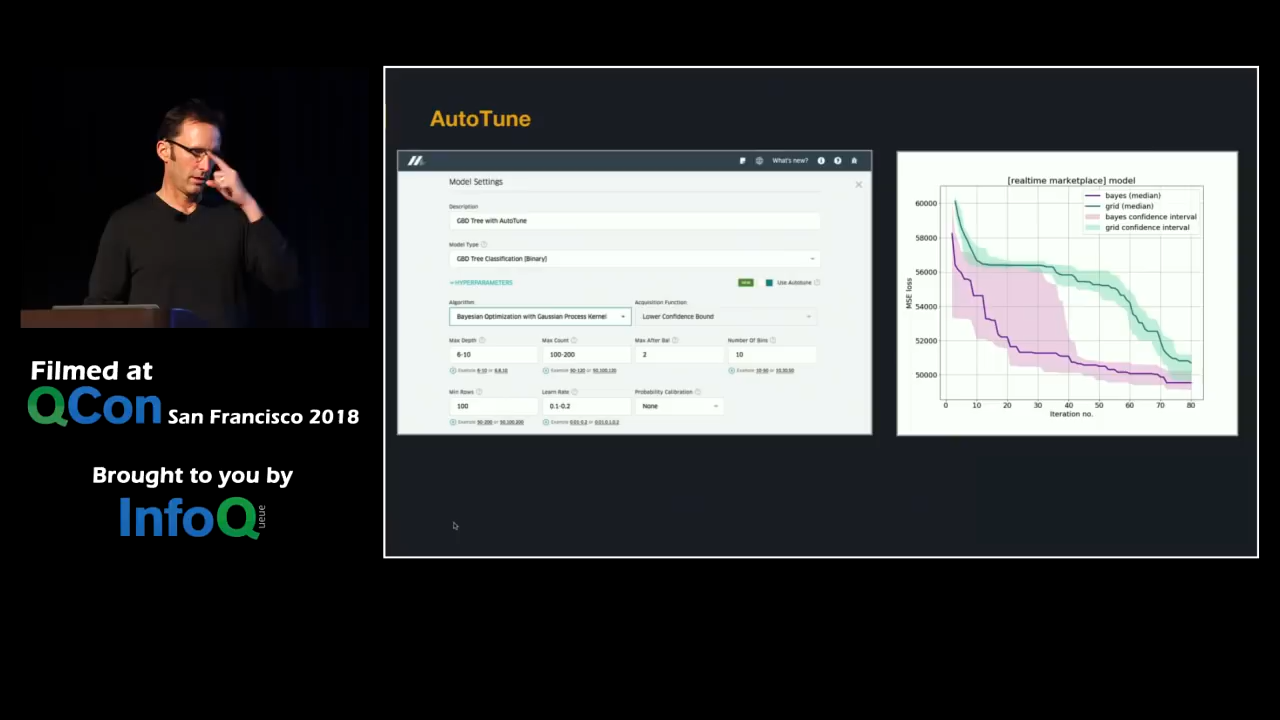 AutoTune
What's new?
Model Settings
Description
GBD Tree with AutoTune
Model Type
GBD Tree Classification [Binary]
HYPERPARAMETERS
Use Autotune
Algorithm
Acquisition Function:
Bayesian Optimization with Gaussian Process Kernel
Lower Confidence Bound
Max Depth
Max Count
Max After Bal
Number Of Bins
6-10
100-200
2
10
Example
Example
Example
Min Rows
Learn Rate
Probability Calibration
100
0.1-0.2
None
Example
Example
[realtime marketplace] model
bayes (median)
grid (median)
bayes confidence interval
grid confidence interval
60000
58000
56000
54000
52000
50000
MSE loss
0 10 20 30 40 50 60 70 80
Iteration no.
Filmed at
QCon San Francisco 2018
Brought to you by
InfoQ